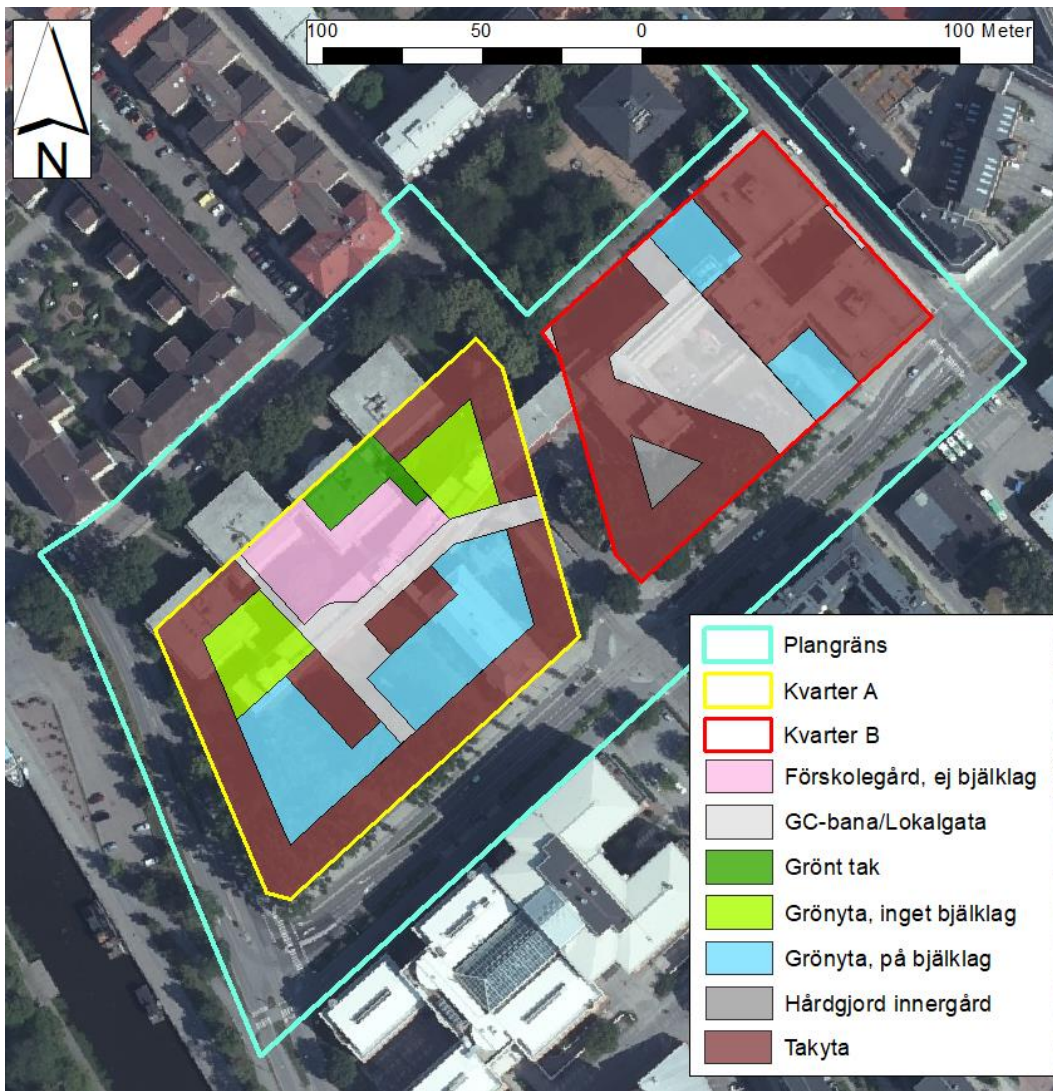 100 50 0 100 Meter
N
Plangräns
Kvarter A
Kvarter B
Förskolegård, ej bjälklag
GC-bana/Lokalgata
Grönt tak
Grönyta, inget bjälklag
Grönyta, på bjälklag
Hårdgjord innergård
Takyta